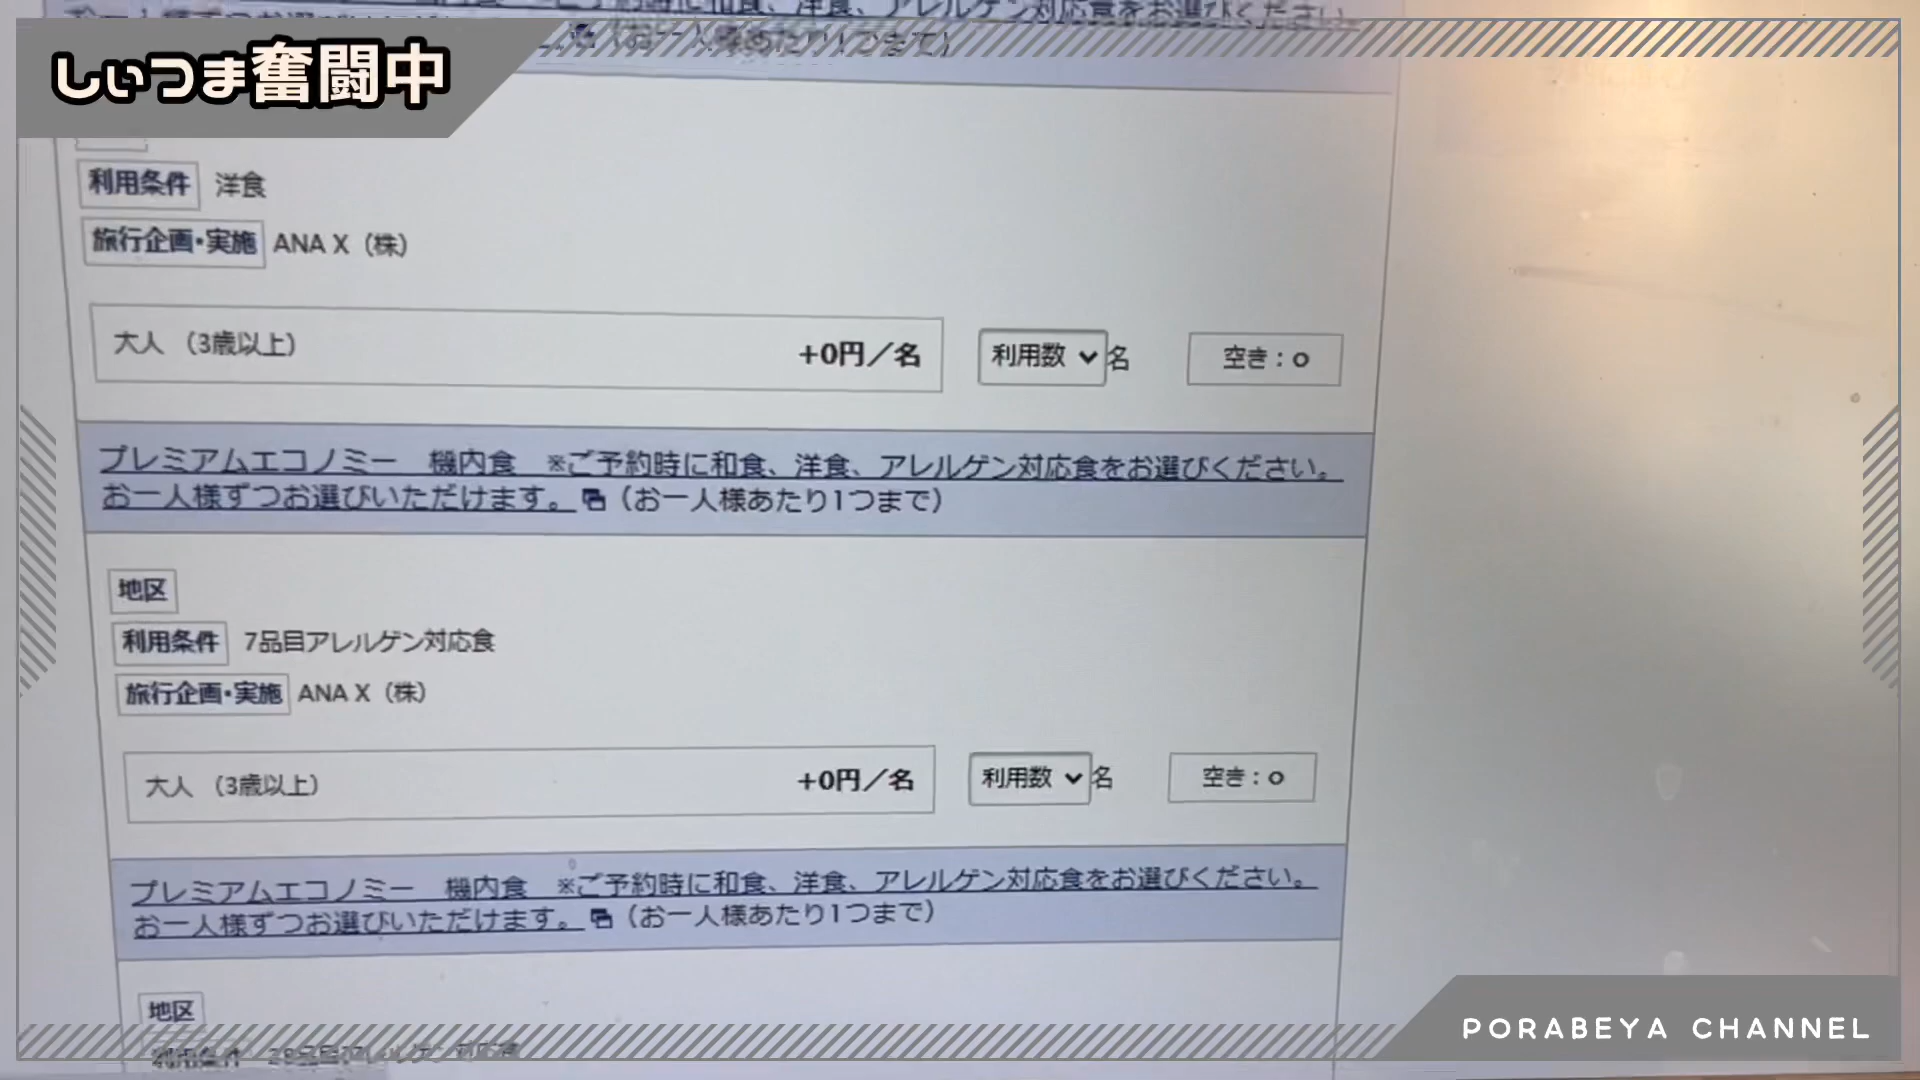 しぃつま奮闘中
利用条件 洋食
旅行企画・実施 ANA X（株）
大人（3歳以上） +0円／名 利用数 名 空き：○
プレミアムエコノミー 機内食 ※ご予約時に和食、洋食、アレルゲン対応食をお選びください。
お一人様ずつお選びいただけます。（お一人様あたり1つまで）
地区
利用条件 7品目アレルゲン対応食
旅行企画・実施 ANA X（株）
大人（3歳以上） +0円／名 利用数 名 空き：○
プレミアムエコノミー 機内食 ※ご予約時に和食、洋食、アレルゲン対応食をお選びください。
お一人様ずつお選びいただけます。（お一人様あたり1つまで）
地区
PORABEYA CHANNEL